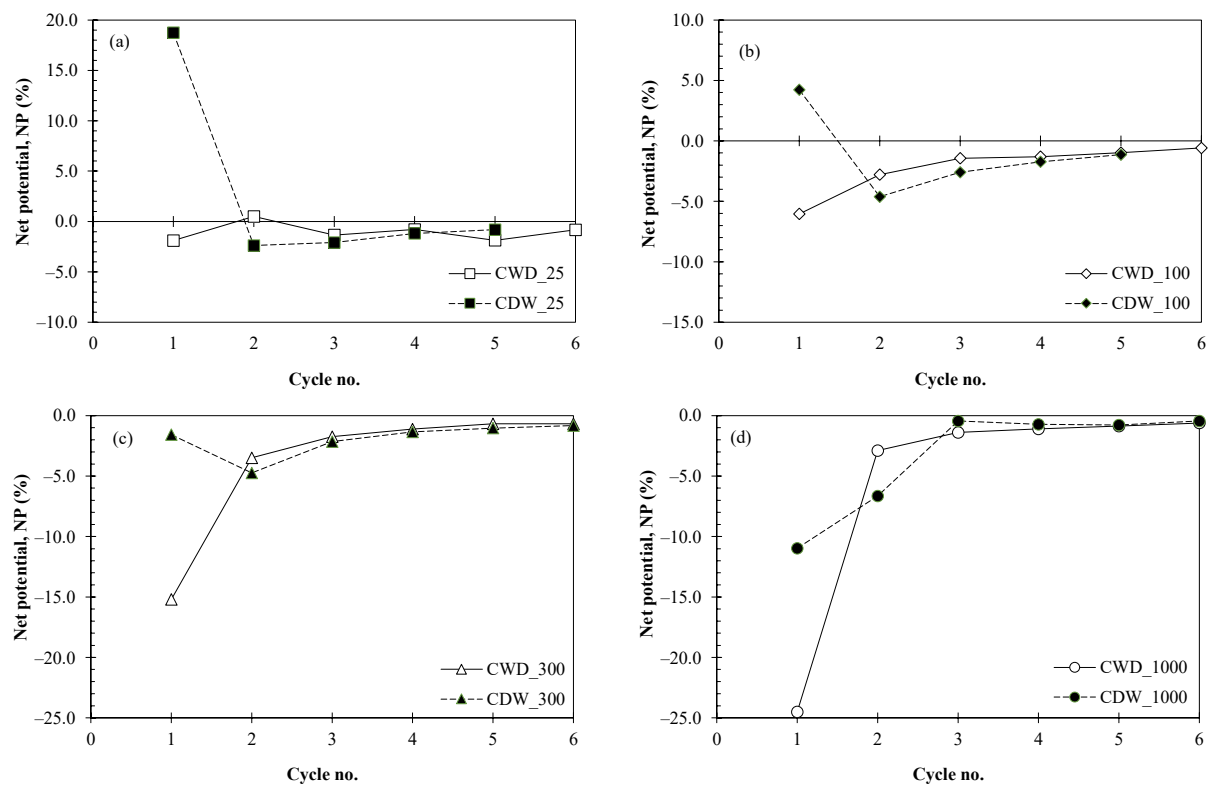 (a)
Net potential, NP (%)
20.0
15.0
10.0
5.0
0.0
–5.0
–10.0
0 1 2 3 4 5 6
Cycle no.
CWD_25
CDW_25
(b)
Net potential, NP (%)
10.0
5.0
0.0
–5.0
–10.0
–15.0
0 1 2 3 4 5 6
Cycle no.
CWD_100
CDW_100
(c)
Net potential, NP (%)
0.0
–5.0
–10.0
–15.0
–20.0
–25.0
0 1 2 3 4 5 6
Cycle no.
CWD_300
CDW_300
(d)
Net potential, NP (%)
0.0
–5.0
–10.0
–15.0
–20.0
–25.0
0 1 2 3 4 5 6
Cycle no.
CWD_1000
CDW_1000